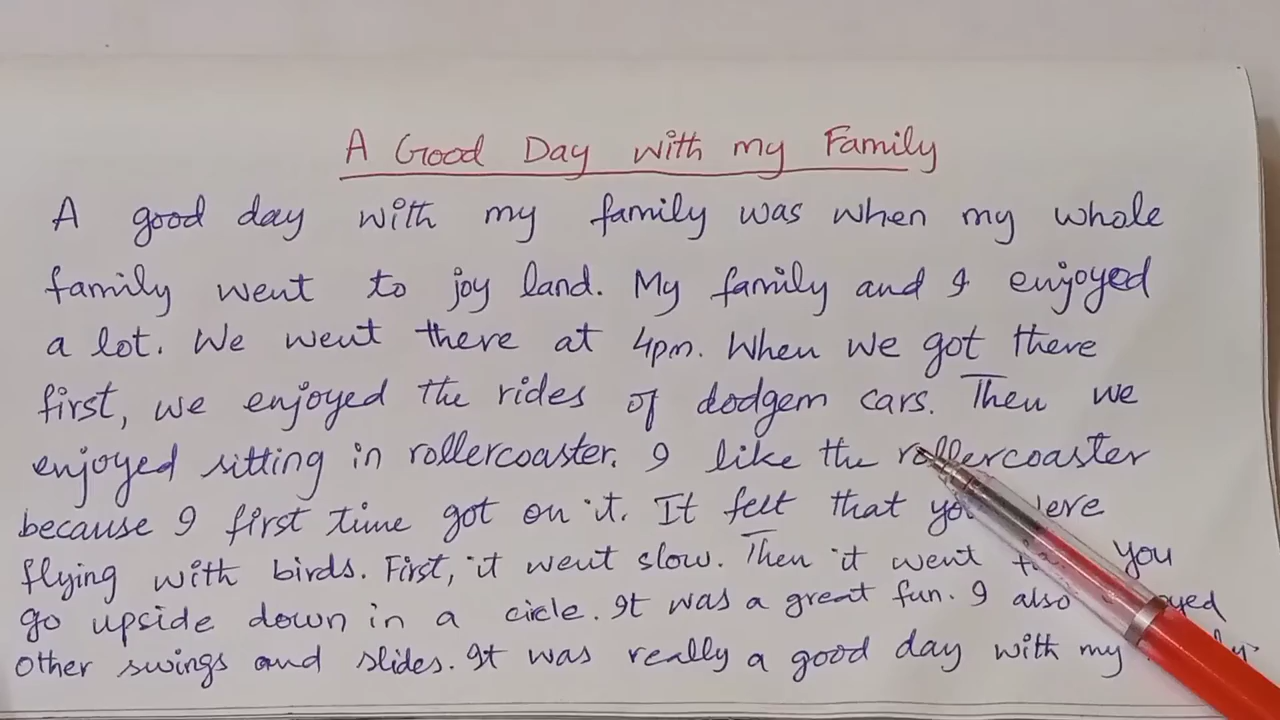 A Good Day with my Family
A good day with my family was when my whole
family went to joy land. My family and I enjoyed
a lot. We went there at 4pm. When we got there
first, we enjoyed the rides of dodgem cars. Then we
enjoyed sitting in rollercoaster. I like the rollercoaster
because I first time got on it. It felt that you were
flying with birds. First, it went slow. Then it went you
go upside down in a circle. It was a great fun. I also enjoyed
other swings and slides. It was really a good day with my